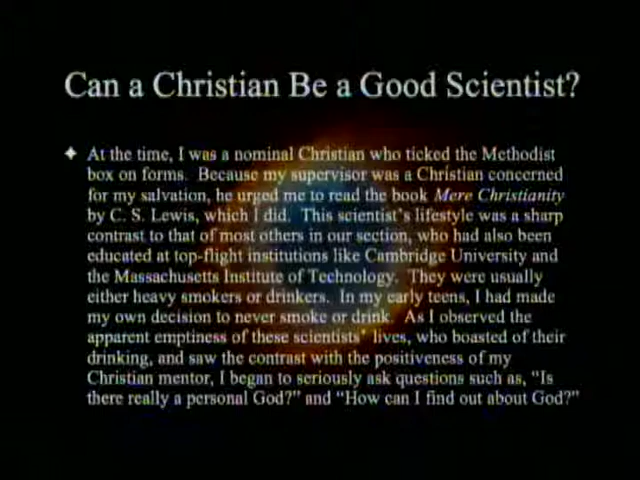 Can a Christian Be a Good Scientist?
At the time, I was a nominal Christian who ticked the Methodist
box on forms. Because my supervisor was a Christian concerned
for my salvation, he urged me to read the book Mere Christianity
by C. S. Lewis, which I did. This scientist's lifestyle was a sharp
contrast to that of most others in our section, who had also been
educated at top-flight institutions like Cambridge University and
the Massachusetts Institute of Technology. They were usually
either heavy smokers or drinkers. In my early teens, I had made
my own decision to never smoke or drink. As I observed the
apparent emptiness of these scientists' lives, who boasted of their
drinking, and saw the contrast with the positiveness of my
Christian mentor, I began to seriously ask questions such as, “Is
there really a personal God?” and “How can I find out about God?”